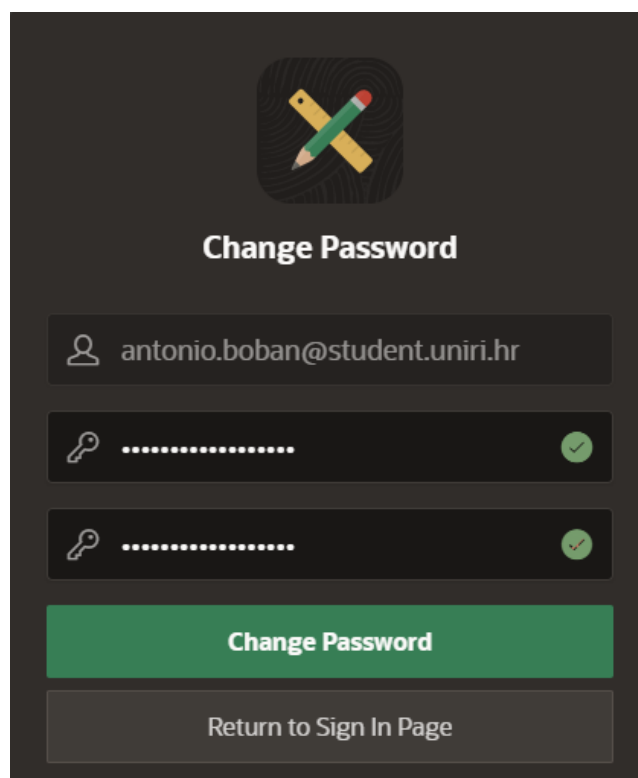 Change Password
antonio.boban@student.uniri.hr
••••••••••••••••••
••••••••••••••••••
Change Password
Return to Sign In Page